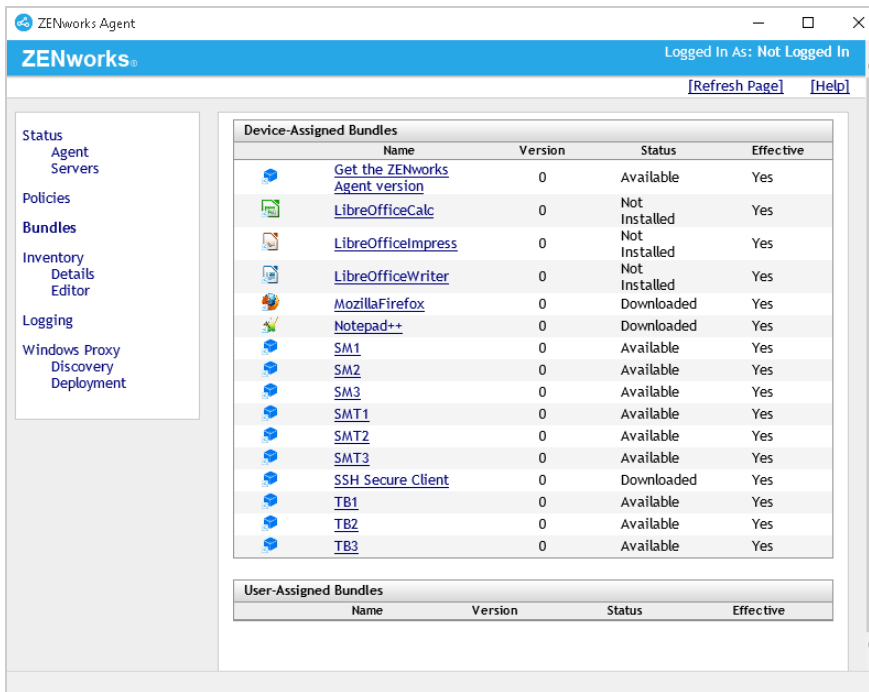 ZENworks Agent
ZENworks®
Logged In As: Not Logged In
[Refresh Page] [Help]
Status
Agent
Servers
Policies
Bundles
Inventory
Details
Editor
Logging
Windows Proxy
Discovery
Deployment
Device-Assigned Bundles
Name Version Status Effective
Get the ZENworks
Agent version 0 Available Yes
LibreOfficeCalc 0 Not
Installed Yes
LibreOfficeImpress 0 Not
Installed Yes
LibreOfficeWriter 0 Not
Installed Yes
MozillaFirefox 0 Downloaded Yes
Notepad++ 0 Downloaded Yes
SM1 0 Available Yes
SM2 0 Available Yes
SM3 0 Available Yes
SMT1 0 Available Yes
SMT2 0 Available Yes
SMT3 0 Available Yes
SSH Secure Client 0 Downloaded Yes
TB1 0 Available Yes
TB2 0 Available Yes
TB3 0 Available Yes
User-Assigned Bundles
Name Version Status Effective